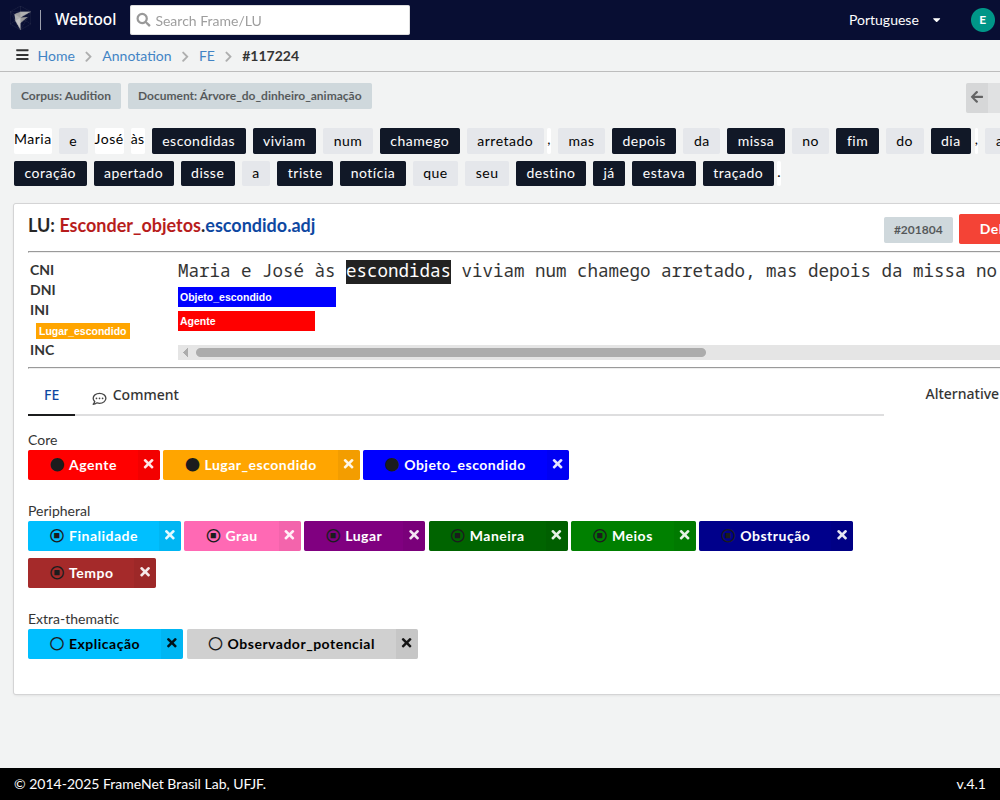 Webtool
Search Frame/LU
Portuguese
E
Home
Annotation
FE
#117224
Corpus: Audition
Document: Árvore_do_dinheiro_animação
Maria e José às escondidas viviam num chamego arretado , mas depois da missa no fim do dia ,
coração apertado disse a triste notícia que seu destino já estava traçado .
LU: Esconder_objetos.escondido.adj
#201804
CNI
Maria e José às escondidas viviam num chamego arretado, mas depois da missa no
DNI
Objeto_escondido
INI
Agente
Lugar_escondido
INC
FE
Comment
Alternative
Core
Agente
Lugar_escondido
Objeto_escondido
Peripheral
Finalidade
Grau
Lugar
Maneira
Meios
Obstrução
Tempo
Extra-thematic
Explicação
Observador_potencial
© 2014-2025 FrameNet Brasil Lab, UFJF.
v.4.1